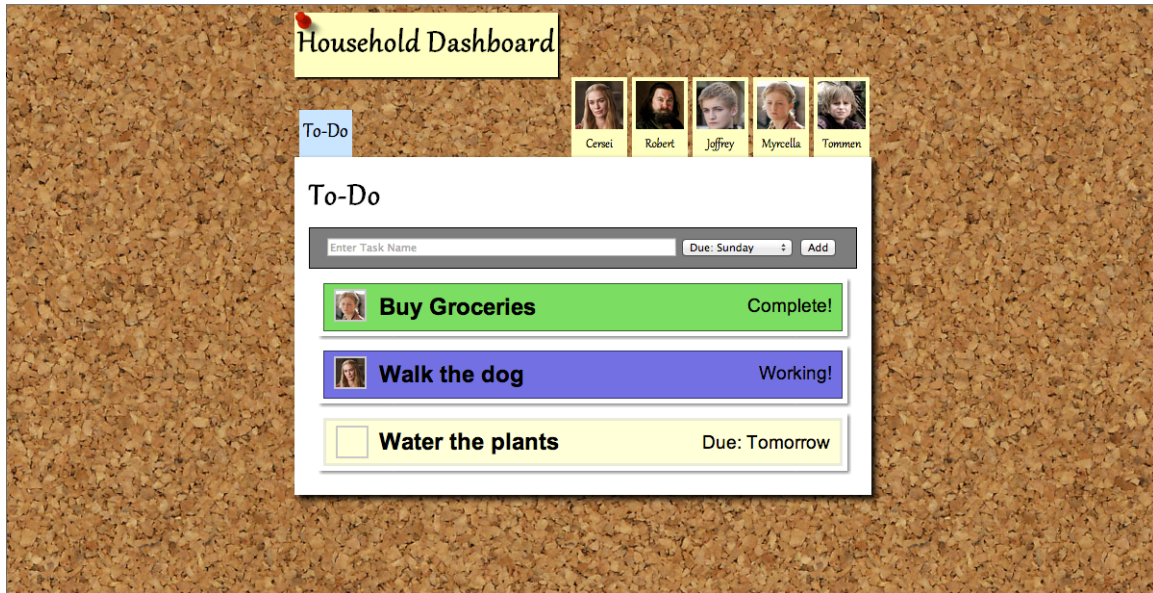 Household Dashboard
Cersei Robert Joffrey Myrcella Tommen
To-Do
To-Do
Enter Task Name Due: Sunday Add
Buy Groceries Complete!
Walk the dog Working!
Water the plants Due: Tomorrow